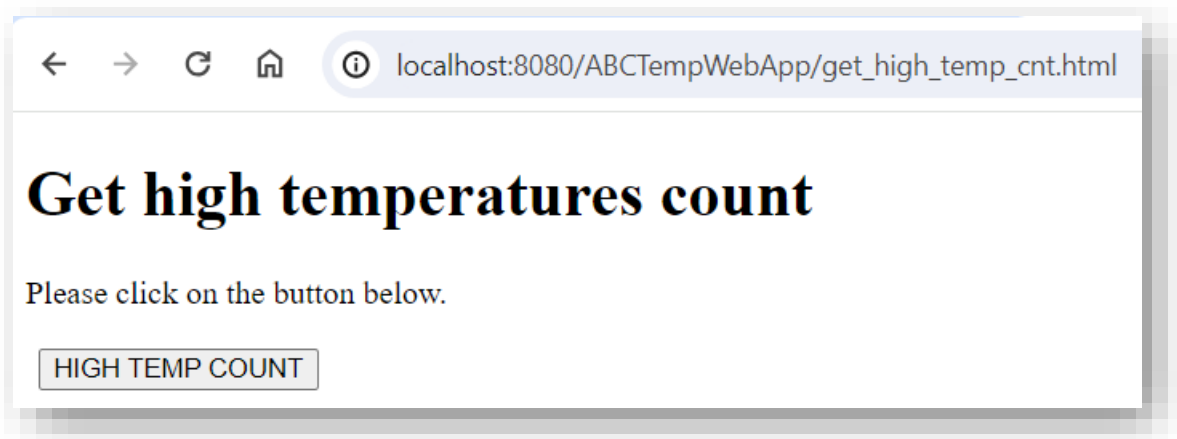 localhost:8080/ABCTempWebApp/get_high_temp_cnt.html
Get high temperatures count
Please click on the button below.
HIGH TEMP COUNT